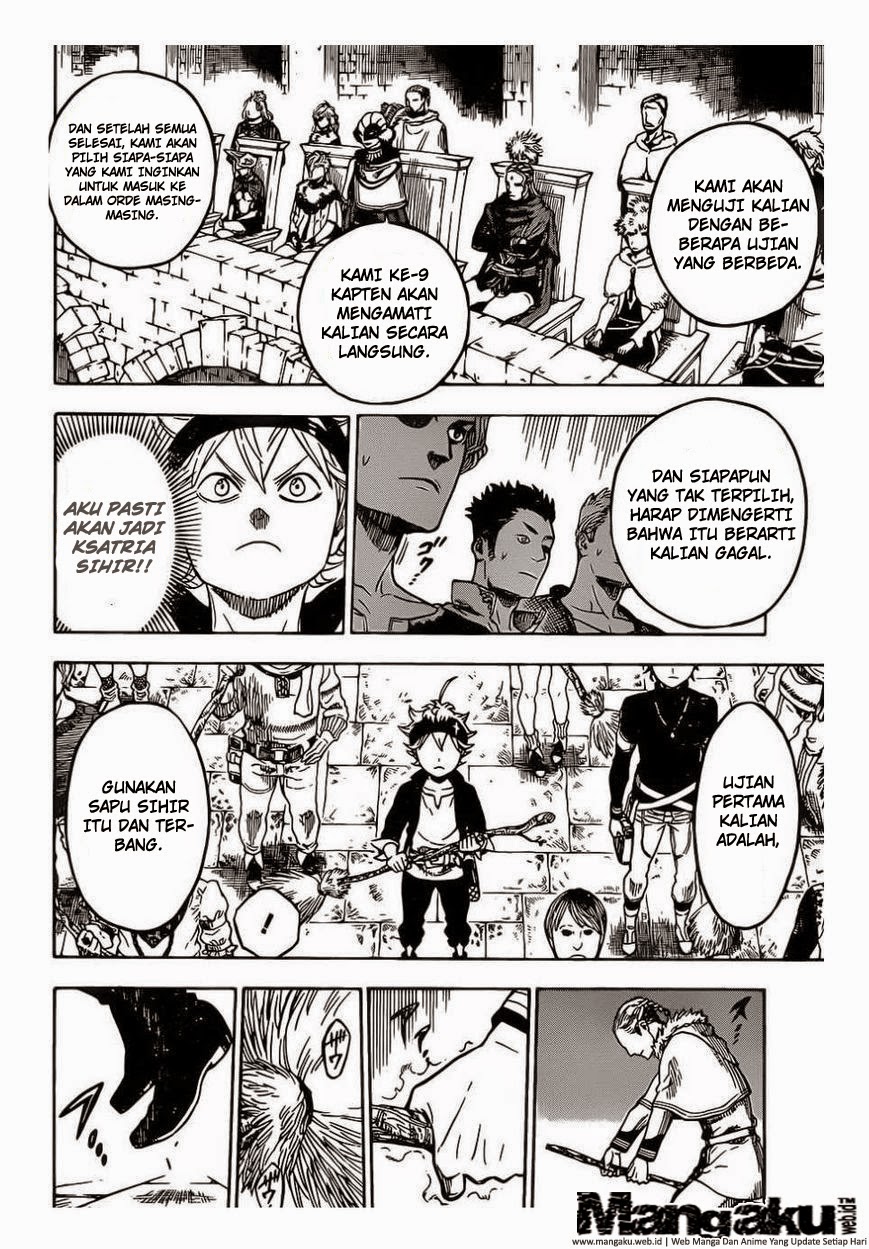 KAMI AKAN
MENGUJI KALIAN
DENGAN BE-
BERAPA UJIAN
YANG BERBEDA.
KAMI KE-9
KAPTEN AKAN
MENGAMATI
KALIAN SECARA
LANGSUNG.
DAN SETELAH SEMUA
SELESAI, KAMI AKAN
PILIH SIAPA-SIAPA
YANG KAMI INGINKAN
UNTUK MASUK KE
DALAM ORDE MASING-
MASING.
DAN SIAPAPUN
YANG TAK TERPILIH,
HARAP DIMENGERTI
BAHWA ITU BERARTI
KALIAN GAGAL.
ゴク
AKU PASTI
AKAN JADI
KSATRIA
SIHIR!!
UJIAN
PERTAMA
KALIAN
ADALAH,
GUNAKAN
SAPU SIHIR
ITU DAN TER-
BANG.
!
Mangaku
web.id
www.mangaku.web.id | Web Manga Dan Anime Yang Update Setiap Hari